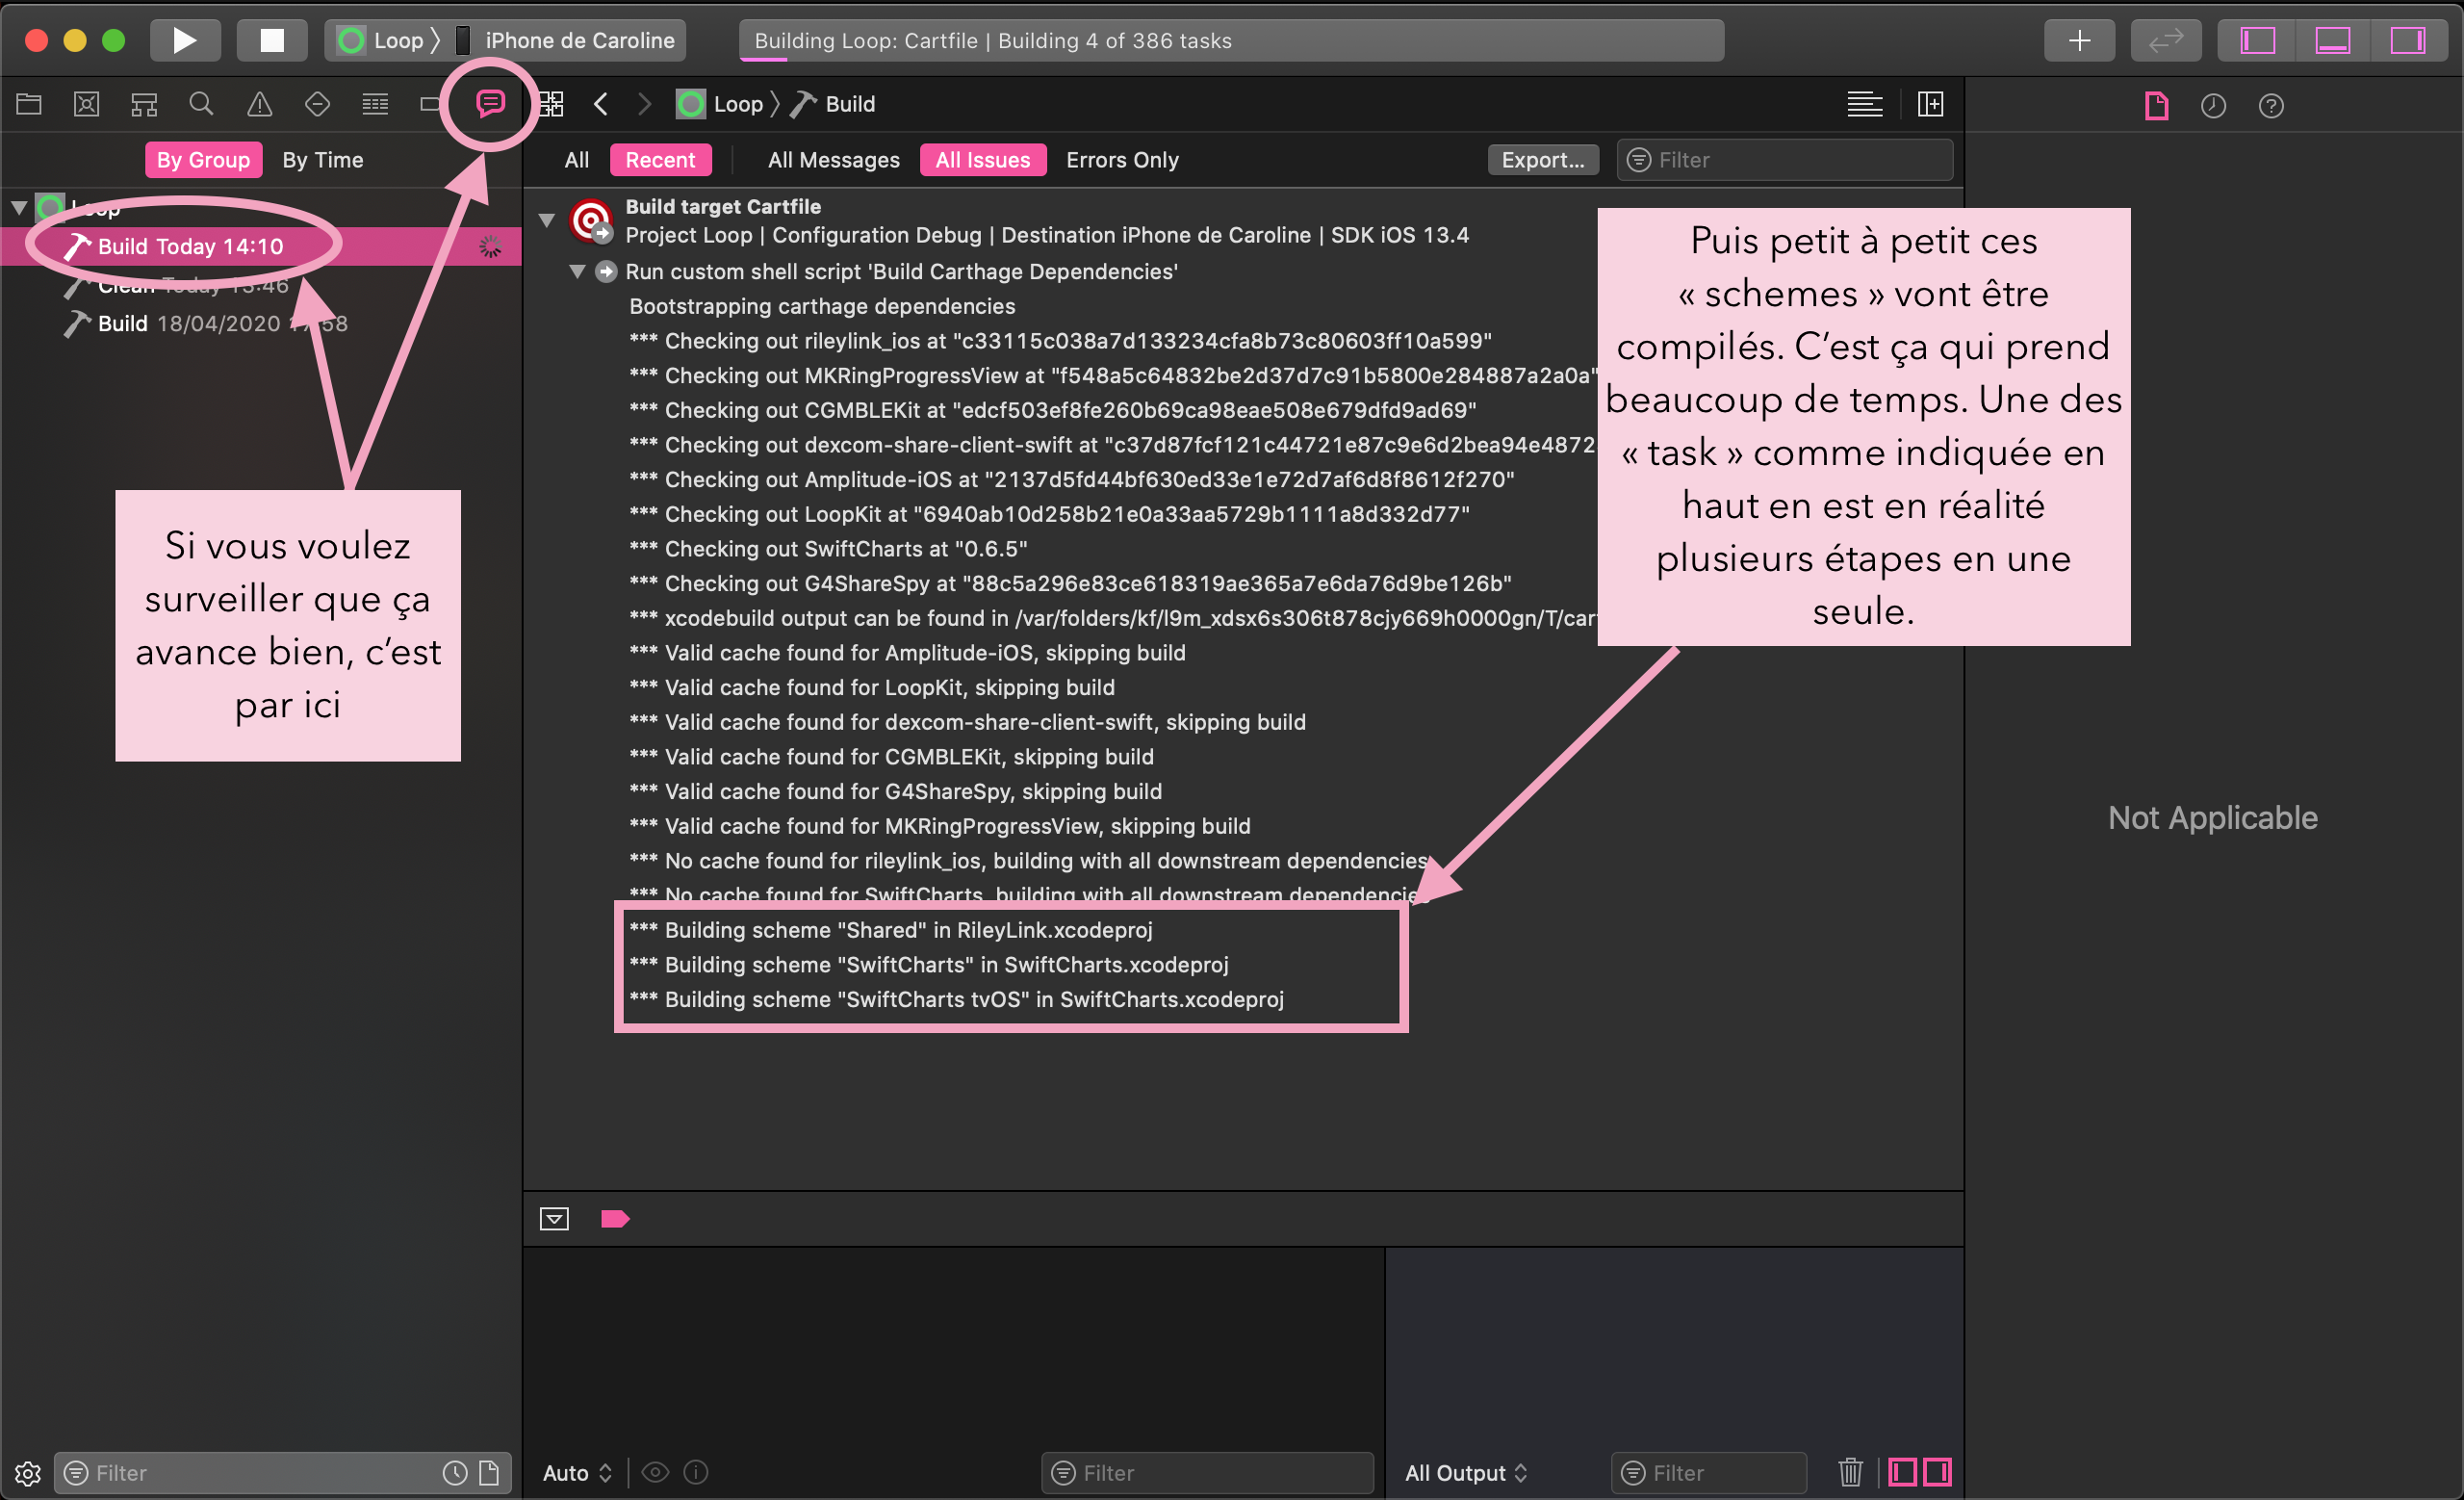 Loop 〉 iPhone de Caroline
Building Loop: Cartfile | Building 4 of 386 tasks
Loop 〉 Build
By Group By Time
All Recent All Messages All Issues Errors Only Export... Filter
Loop
Build Today 14:10
Clean Today 13:46
Build 18/04/2020 17:58
Si vous voulez
surveiller que ça
avance bien, c’est
par ici
Build target Cartfile
Project Loop | Configuration Debug | Destination iPhone de Caroline | SDK iOS 13.4
Run custom shell script 'Build Carthage Dependencies'
Bootstrapping carthage dependencies
*** Checking out rileylink_ios at "c33115c038a7d133234cfa8b73c80603ff10a599"
*** Checking out MKRingProgressView at "f548a5c64832be2d37d7c91b5800e284887a2a0a"
*** Checking out CGMBLEKit at "edcf503ef8fe260b69ca98eae508e679dfd9ad69"
*** Checking out dexcom-share-client-swift at "c37d87fcf121c44721e87c9e6d2bea94e4872
*** Checking out Amplitude-iOS at "2137d5fd44bf630ed33e1e72d7af6d8f8612f270"
*** Checking out LoopKit at "6940ab10d258b21e0a33aa5729b1111a8d332d77"
*** Checking out SwiftCharts at "0.6.5"
*** Checking out G4ShareSpy at "88c5a296e83ce618319ae365a7e6da76d9be126b"
*** xcodebuild output can be found in /var/folders/kf/l9m_xdsx6s306t878cjy669h0000gn/T/car
*** Valid cache found for Amplitude-iOS, skipping build
*** Valid cache found for LoopKit, skipping build
*** Valid cache found for dexcom-share-client-swift, skipping build
*** Valid cache found for CGMBLEKit, skipping build
*** Valid cache found for G4ShareSpy, skipping build
*** Valid cache found for MKRingProgressView, skipping build
*** No cache found for rileylink_ios, building with all downstream dependencies
*** No cache found for SwiftCharts, building with all downstream dependencies
*** Building scheme "Shared" in RileyLink.xcodeproj
*** Building scheme "SwiftCharts" in SwiftCharts.xcodeproj
*** Building scheme "SwiftCharts tvOS" in SwiftCharts.xcodeproj
Puis petit à petit ces
« schemes » vont être
compilés. C’est ça qui prend
beaucoup de temps. Une des
« task » comme indiquée en
haut en est en réalité
plusieurs étapes en une
seule.
Not Applicable
Filter
Auto Filter
All Output Filter